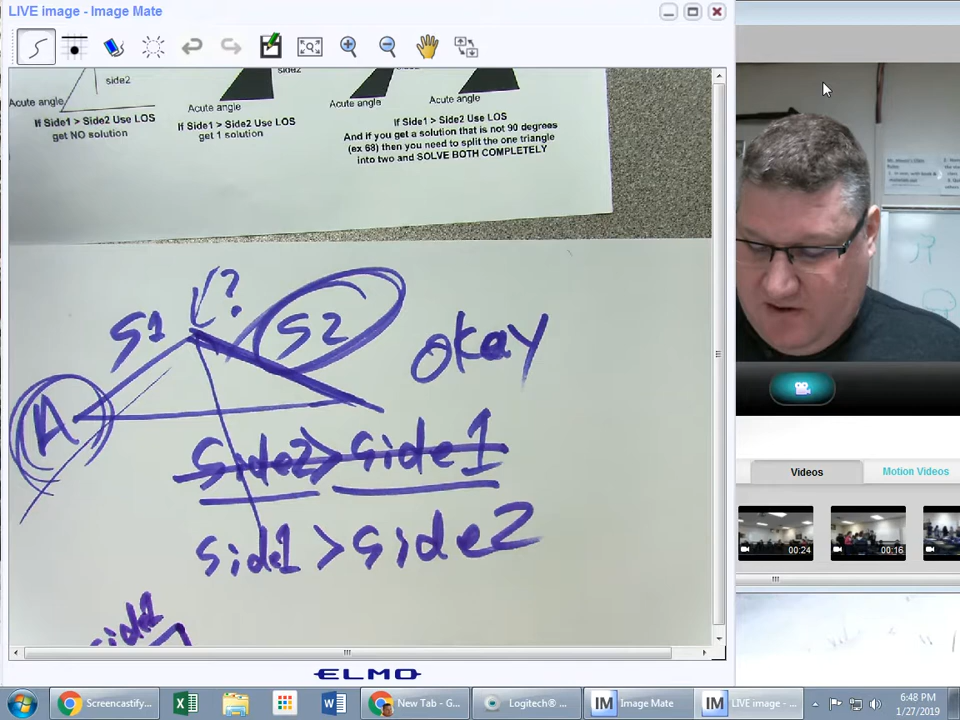 LIVE image - Image Mate
side2
Acute angle
If Side1 > Side2 Use LOS
get NO solution
Acute angle
If Side1 > Side2 Use LOS
get 1 solution
Acute angle
Acute angle
If Side1 > Side2 Use LOS
And If you get a solution that is not 90 degrees
(ex 68) then you need to split the one triangle
into two and SOLVE BOTH COMPLETELY
?
S1
S2
okay
A
side2 > side1
side1 > side2
side1
ELMO
Videos
Motion Videos
00:24
00:16
Screencastify...
New Tab - G...
Logitech® ...
Image Mate
LIVE image - ...
6:48 PM
1/27/2019